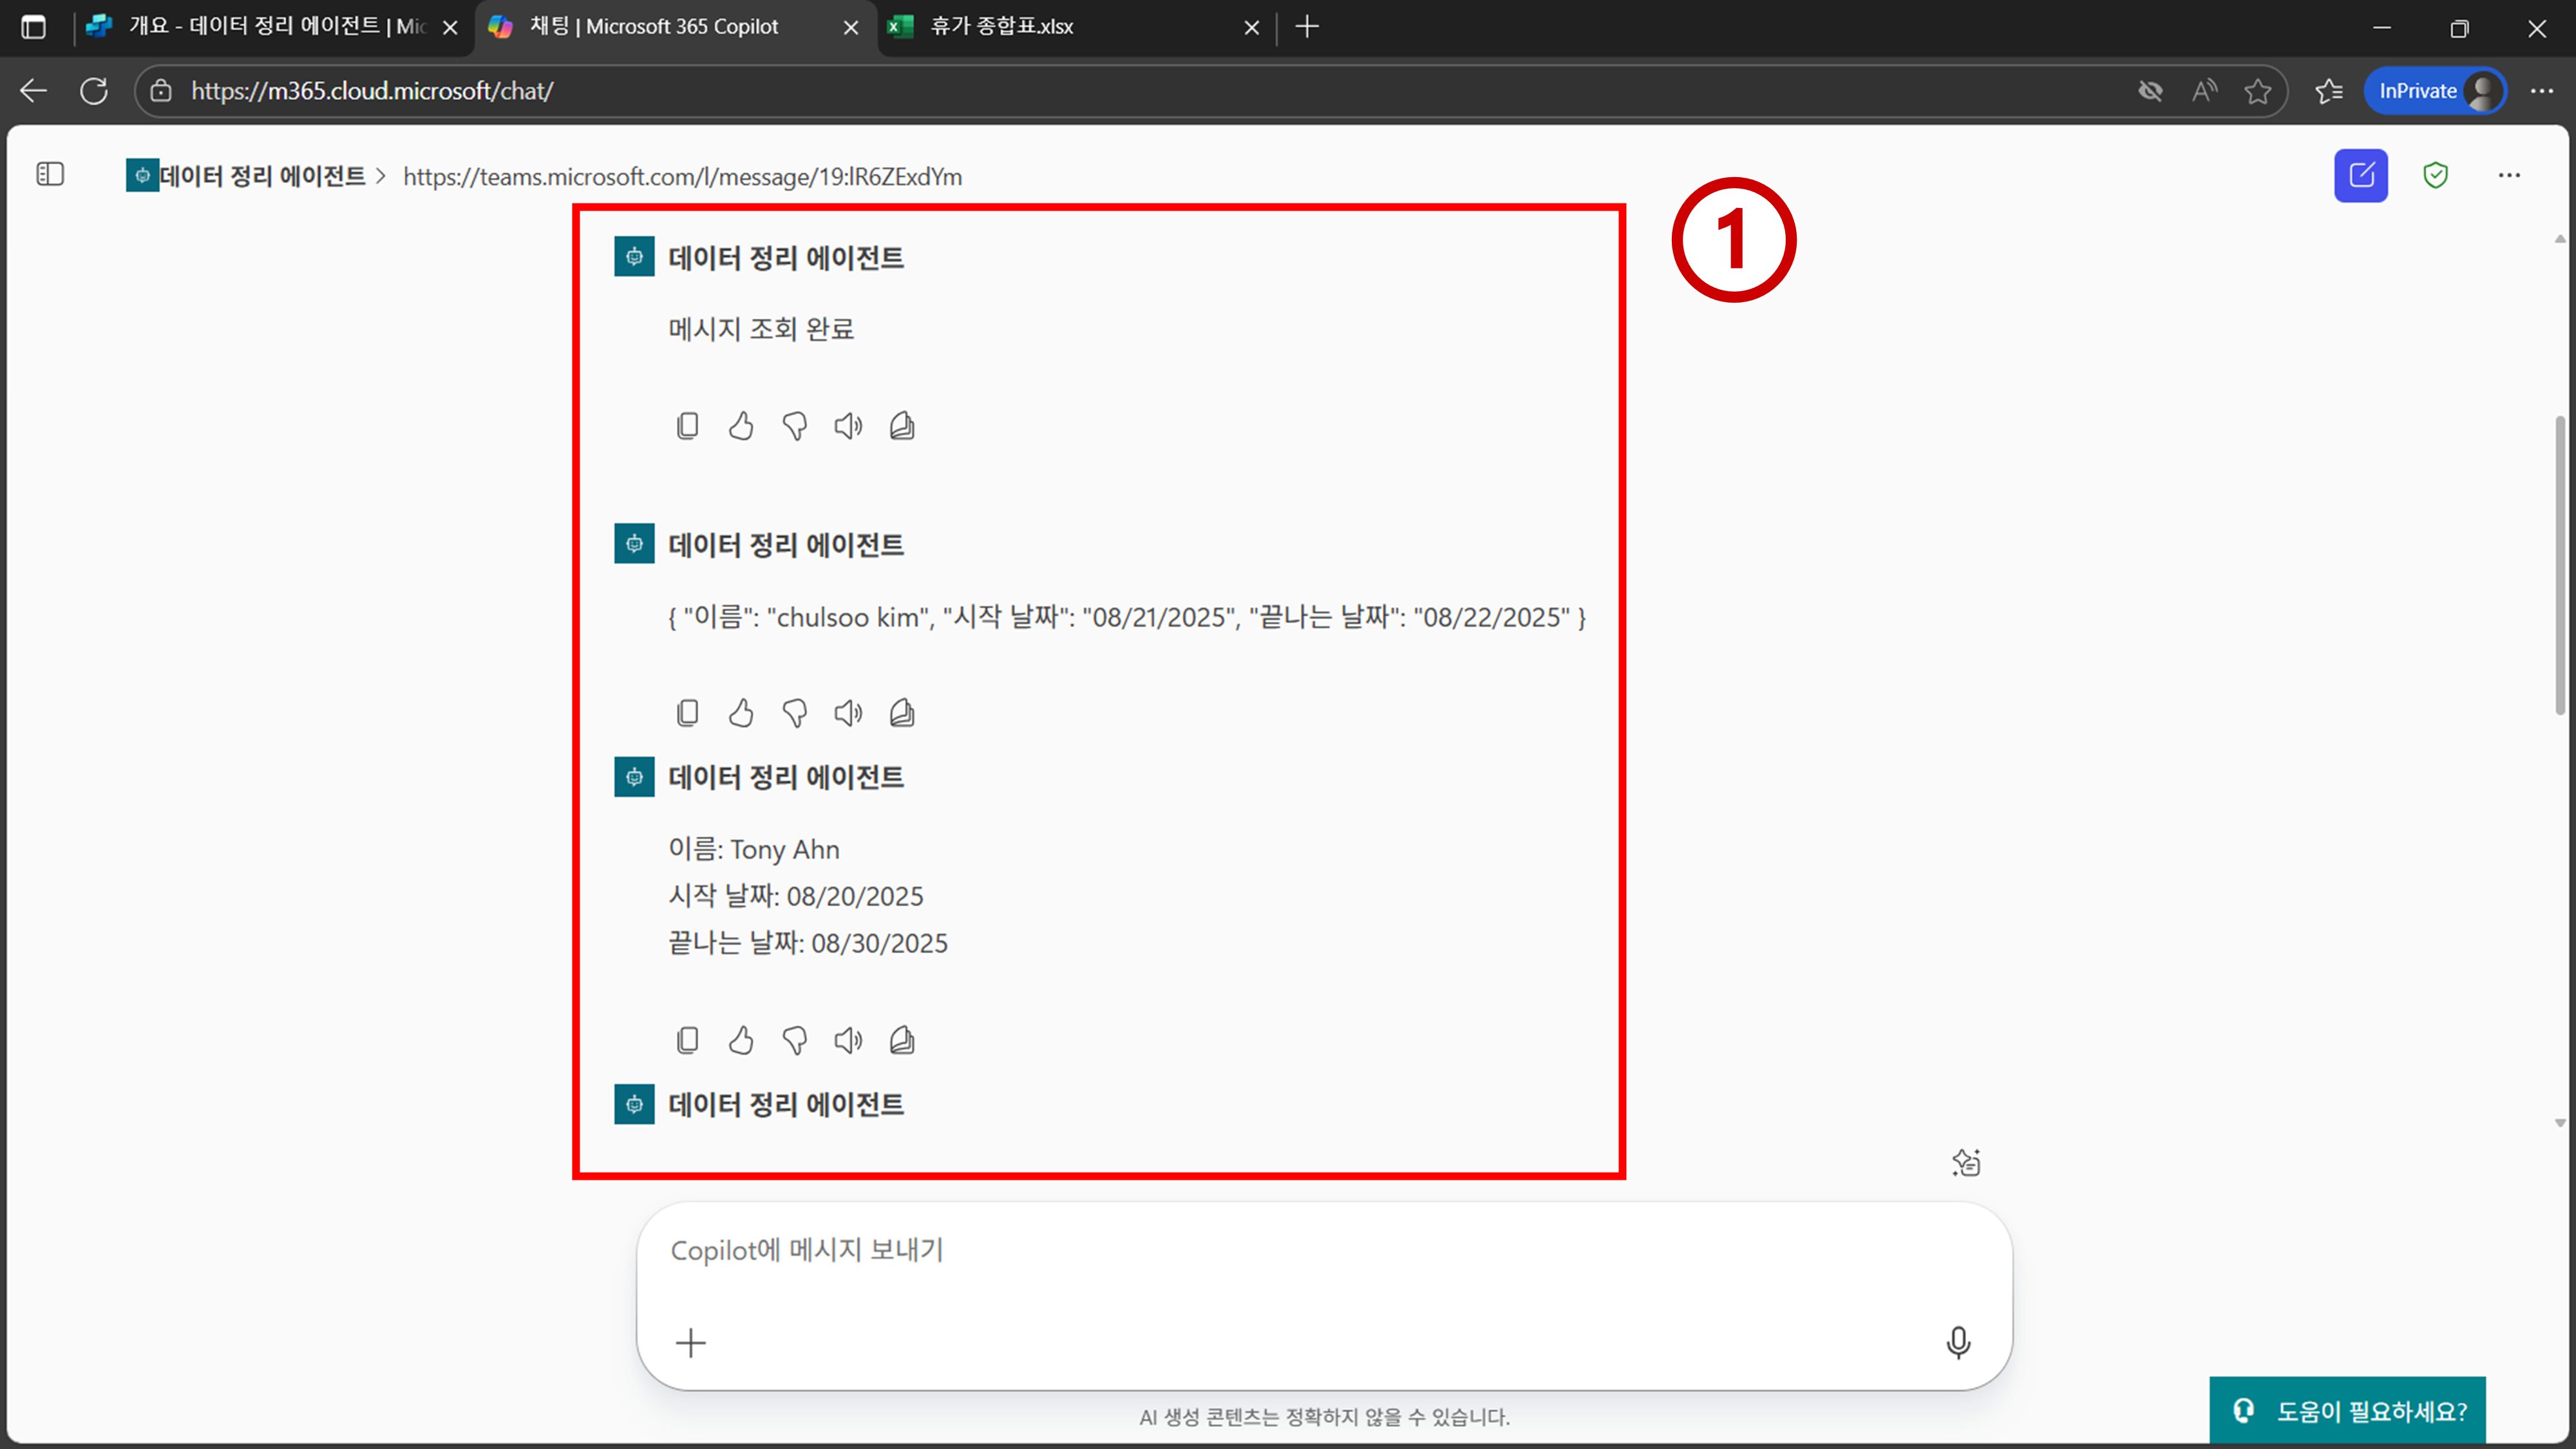 개요 - 데이터 정리 에이전트 | Mic
채팅 | Microsoft 365 Copilot
휴가 종합표.xlsx
https://m365.cloud.microsoft/chat/
InPrivate
데이터 정리 에이전트 > https://teams.microsoft.com/l/message/19:lR6ZExdYm
1
데이터 정리 에이전트
메시지 조회 완료
데이터 정리 에이전트
{ "이름": "chulsoo kim", "시작 날짜": "08/21/2025", "끝나는 날짜": "08/22/2025" }
데이터 정리 에이전트
이름: Tony Ahn
시작 날짜: 08/20/2025
끝나는 날짜: 08/30/2025
데이터 정리 에이전트
Copilot에 메시지 보내기
AI 생성 콘텐츠는 정확하지 않을 수 있습니다.
도움이 필요하세요?